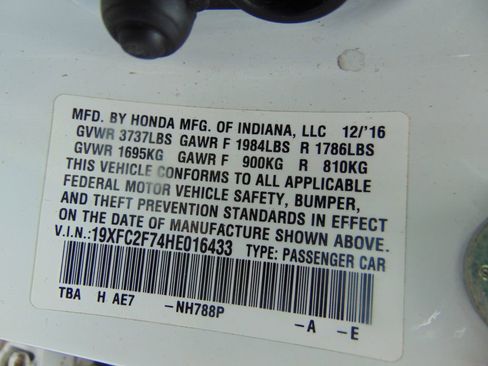 MFD. BY HONDA MFG. OF INDIANA, LLC 12/'16
GVWR 3737LBS GAWR F 1984LBS R 1786LBS
GVWR 1695KG GAWR F 900KG R 810KG
THIS VEHICLE CONFORMS TO ALL APPLICABLE
FEDERAL MOTOR VEHICLE SAFETY, BUMPER,
AND THEFT PREVENTION STANDARDS IN EFFECT
ON THE DATE OF MANUFACTURE SHOWN ABOVE.
V.I.N.:19XFC2F74HE016433 TYPE: PASSENGER CAR
TBA H AE7 -NH788P -A -E